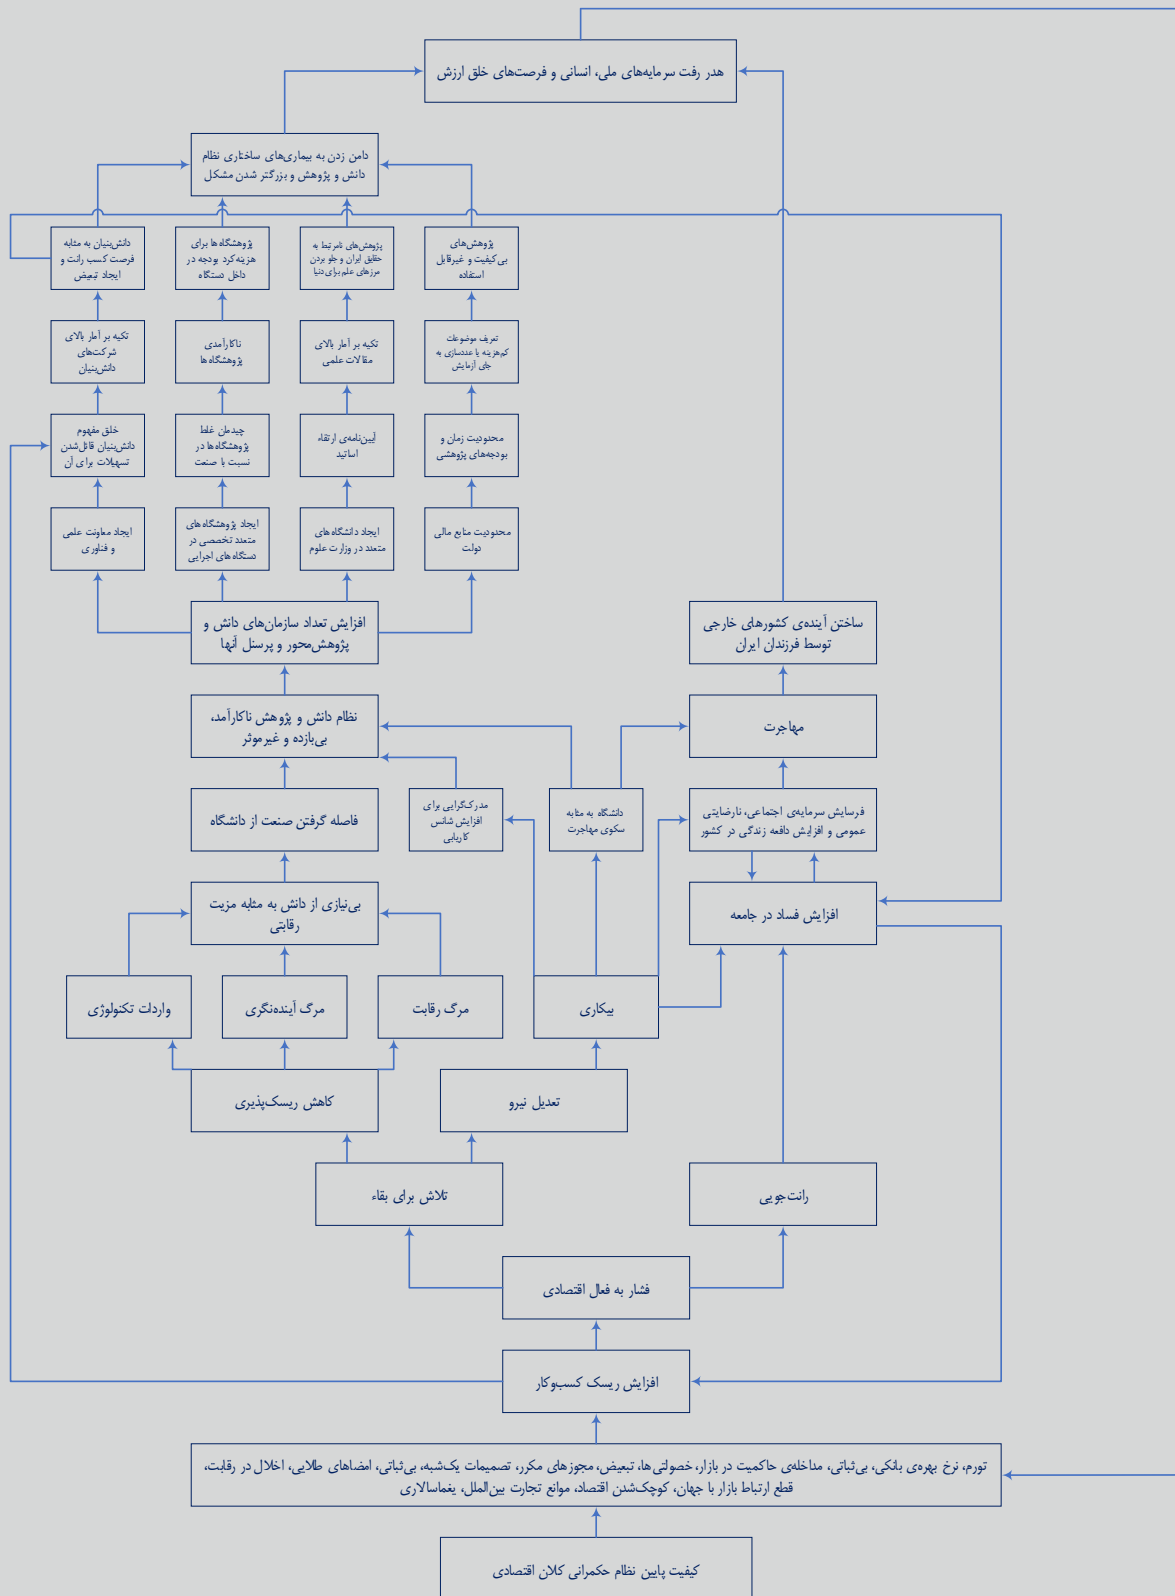 هدر رفت سرمایه‌های ملی، انسانی و فرصت‌های خلق ارزش
دامن زدن به بیماری‌های ساختاری نظام
دانش و پژوهش و بزرگتر شدن مشکل
پژوهش‌های
بی‌کیفیت و غیرقابل
استفاده
پژوهش‌های نامرتبط به
حقایق ایران و جلو بردن
مرزهای علم برای دنیا
پژوهشگاه‌ها برای
هزینه‌کرد بودجه در
داخل دستگاه
دانش‌بنیان به مثابه
فرصت کسب رانت و
ایجاد تبعیض
تعریف موضوعات
کم‌هزینه با عددسازی به
جای آزمایش
تکیه بر آمار بالای
مقالات علمی
ناکارآمدی
پژوهشگاه‌ها
تکیه بر آمار بالای
شرکت‌های
دانش‌بنیان
محدودیت زمان و
بودجه‌های پژوهشی
آیین‌نامه‌ی ارتقاء
اساتید
چیدمان غلط
پژوهشگاه‌ها در
نسبت با صنعت
خلق مفهوم
دانش‌بنیان قائل‌شدن
تسهیلات برای آن
محدودیت منابع مالی
دولت
ایجاد دانشگاه‌های
متعدد در وزارت علوم
ایجاد پژوهشگاه‌های
متعدد تخصصی در
دستگاه‌های اجرایی
ایجاد معاونت علمی
و فناوری
ساختن آینده‌ی کشورهای خارجی
توسط فرزندان ایران
افزایش تعداد سازمان‌های دانش و
پژوهش‌محور و پرسنل آنها
مهاجرت
نظام دانش و پژوهش ناکارآمد،
بی‌بازده و غیرموثر
فرسایش سرمایه‌ی اجتماعی، نارضایتی
عمومی و افزایش دافعه زندگی در کشور
دانشگاه به مثابه
سکوی مهاجرت
مدرک‌گرایی برای
افزایش شانس
کاریابی
فاصله گرفتن صنعت از دانشگاه
افزایش فساد در جامعه
بی‌نیازی از دانش به مثابه مزیت
رقابتی
بیکاری
مرگ رقابت
مرگ آینده‌نگری
واردات تکنولوژی
تعدیل نیرو
کاهش ریسک‌پذیری
رانت‌جویی
تلاش برای بقاء
فشار به فعال اقتصادی
افزایش ریسک کسب‌وکار
تورم، نرخ بهره‌ی بانکی، بی‌ثباتی، مداخله‌ی حاکمیت در بازار، خصولتی‌ها، تبعیض، مجوزهای مکرر، تصمیمات یک‌شبه، بی‌ثباتی، امضاهای طلایی، اخلال در رقابت،
قطع ارتباط بازار با جهان، کوچک‌شدن اقتصاد، موانع تجارت بین‌الملل، یغماسالاری
کیفیت پایین نظام حکمرانی کلان اقتصادی